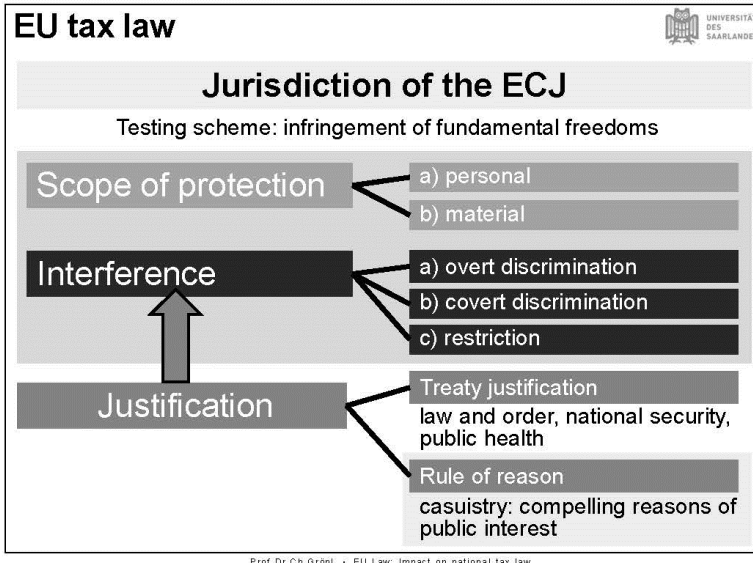 EU tax law
UNIVERSITÄT
DES
SAARLANDES
Jurisdiction of the ECJ
Testing scheme: infringement of fundamental freedoms
Scope of protection
a) personal
b) material
Interference
a) overt discrimination
b) covert discrimination
c) restriction
Justification
Treaty justification
law and order, national security,
public health
Rule of reason
casuistry: compelling reasons of
public interest
Prof. Dr. Ch. Gröpl • EU Law: Impact on national tax law